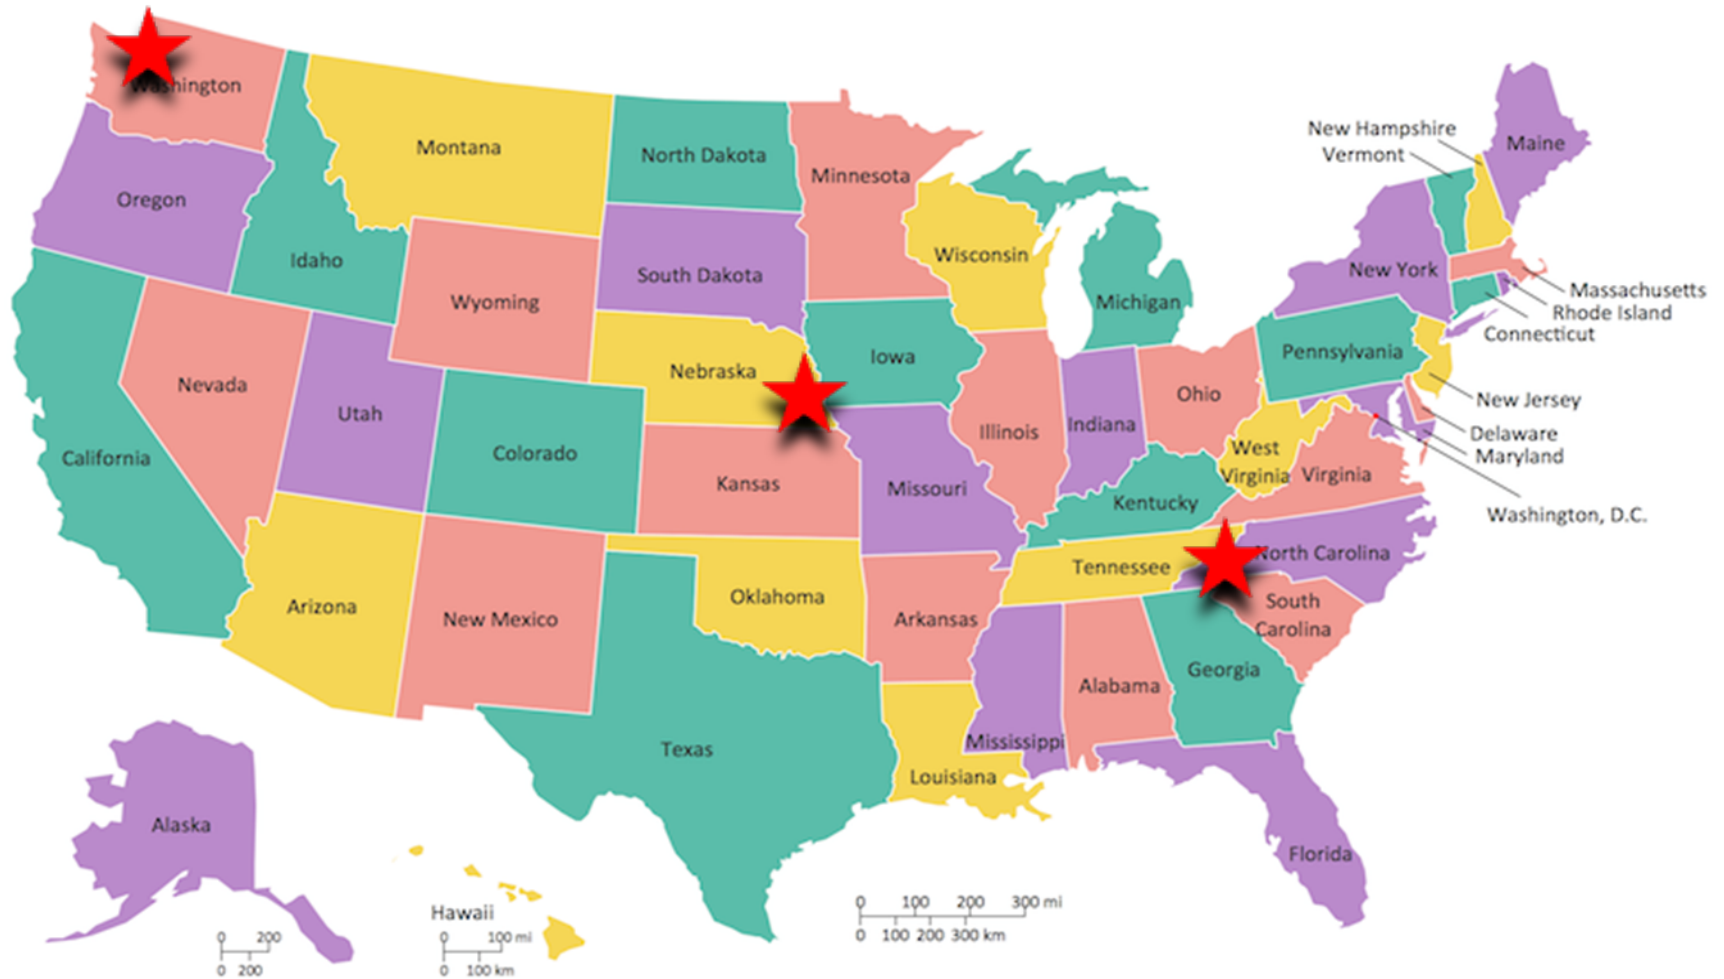 Washington
Montana
North Dakota
Minnesota
Maine
New Hampshire
Vermont
Oregon
Idaho
Wyoming
South Dakota
Wisconsin
Michigan
New York
Massachusetts
Rhode Island
Connecticut
Nevada
Utah
Colorado
Nebraska
Iowa
Illinois
Indiana
Ohio
Pennsylvania
New Jersey
Delaware
Maryland
Washington, D.C.
California
Kansas
Missouri
Kentucky
West
Virginia
Virginia
Arizona
New Mexico
Oklahoma
Arkansas
Tennessee
North Carolina
South
Carolina
Texas
Louisiana
Mississippi
Alabama
Georgia
Florida
Alaska
0 200
0 200
Hawaii
0 100 mi
0 100 km
0 100 200 300 mi
0 100 200 300 km